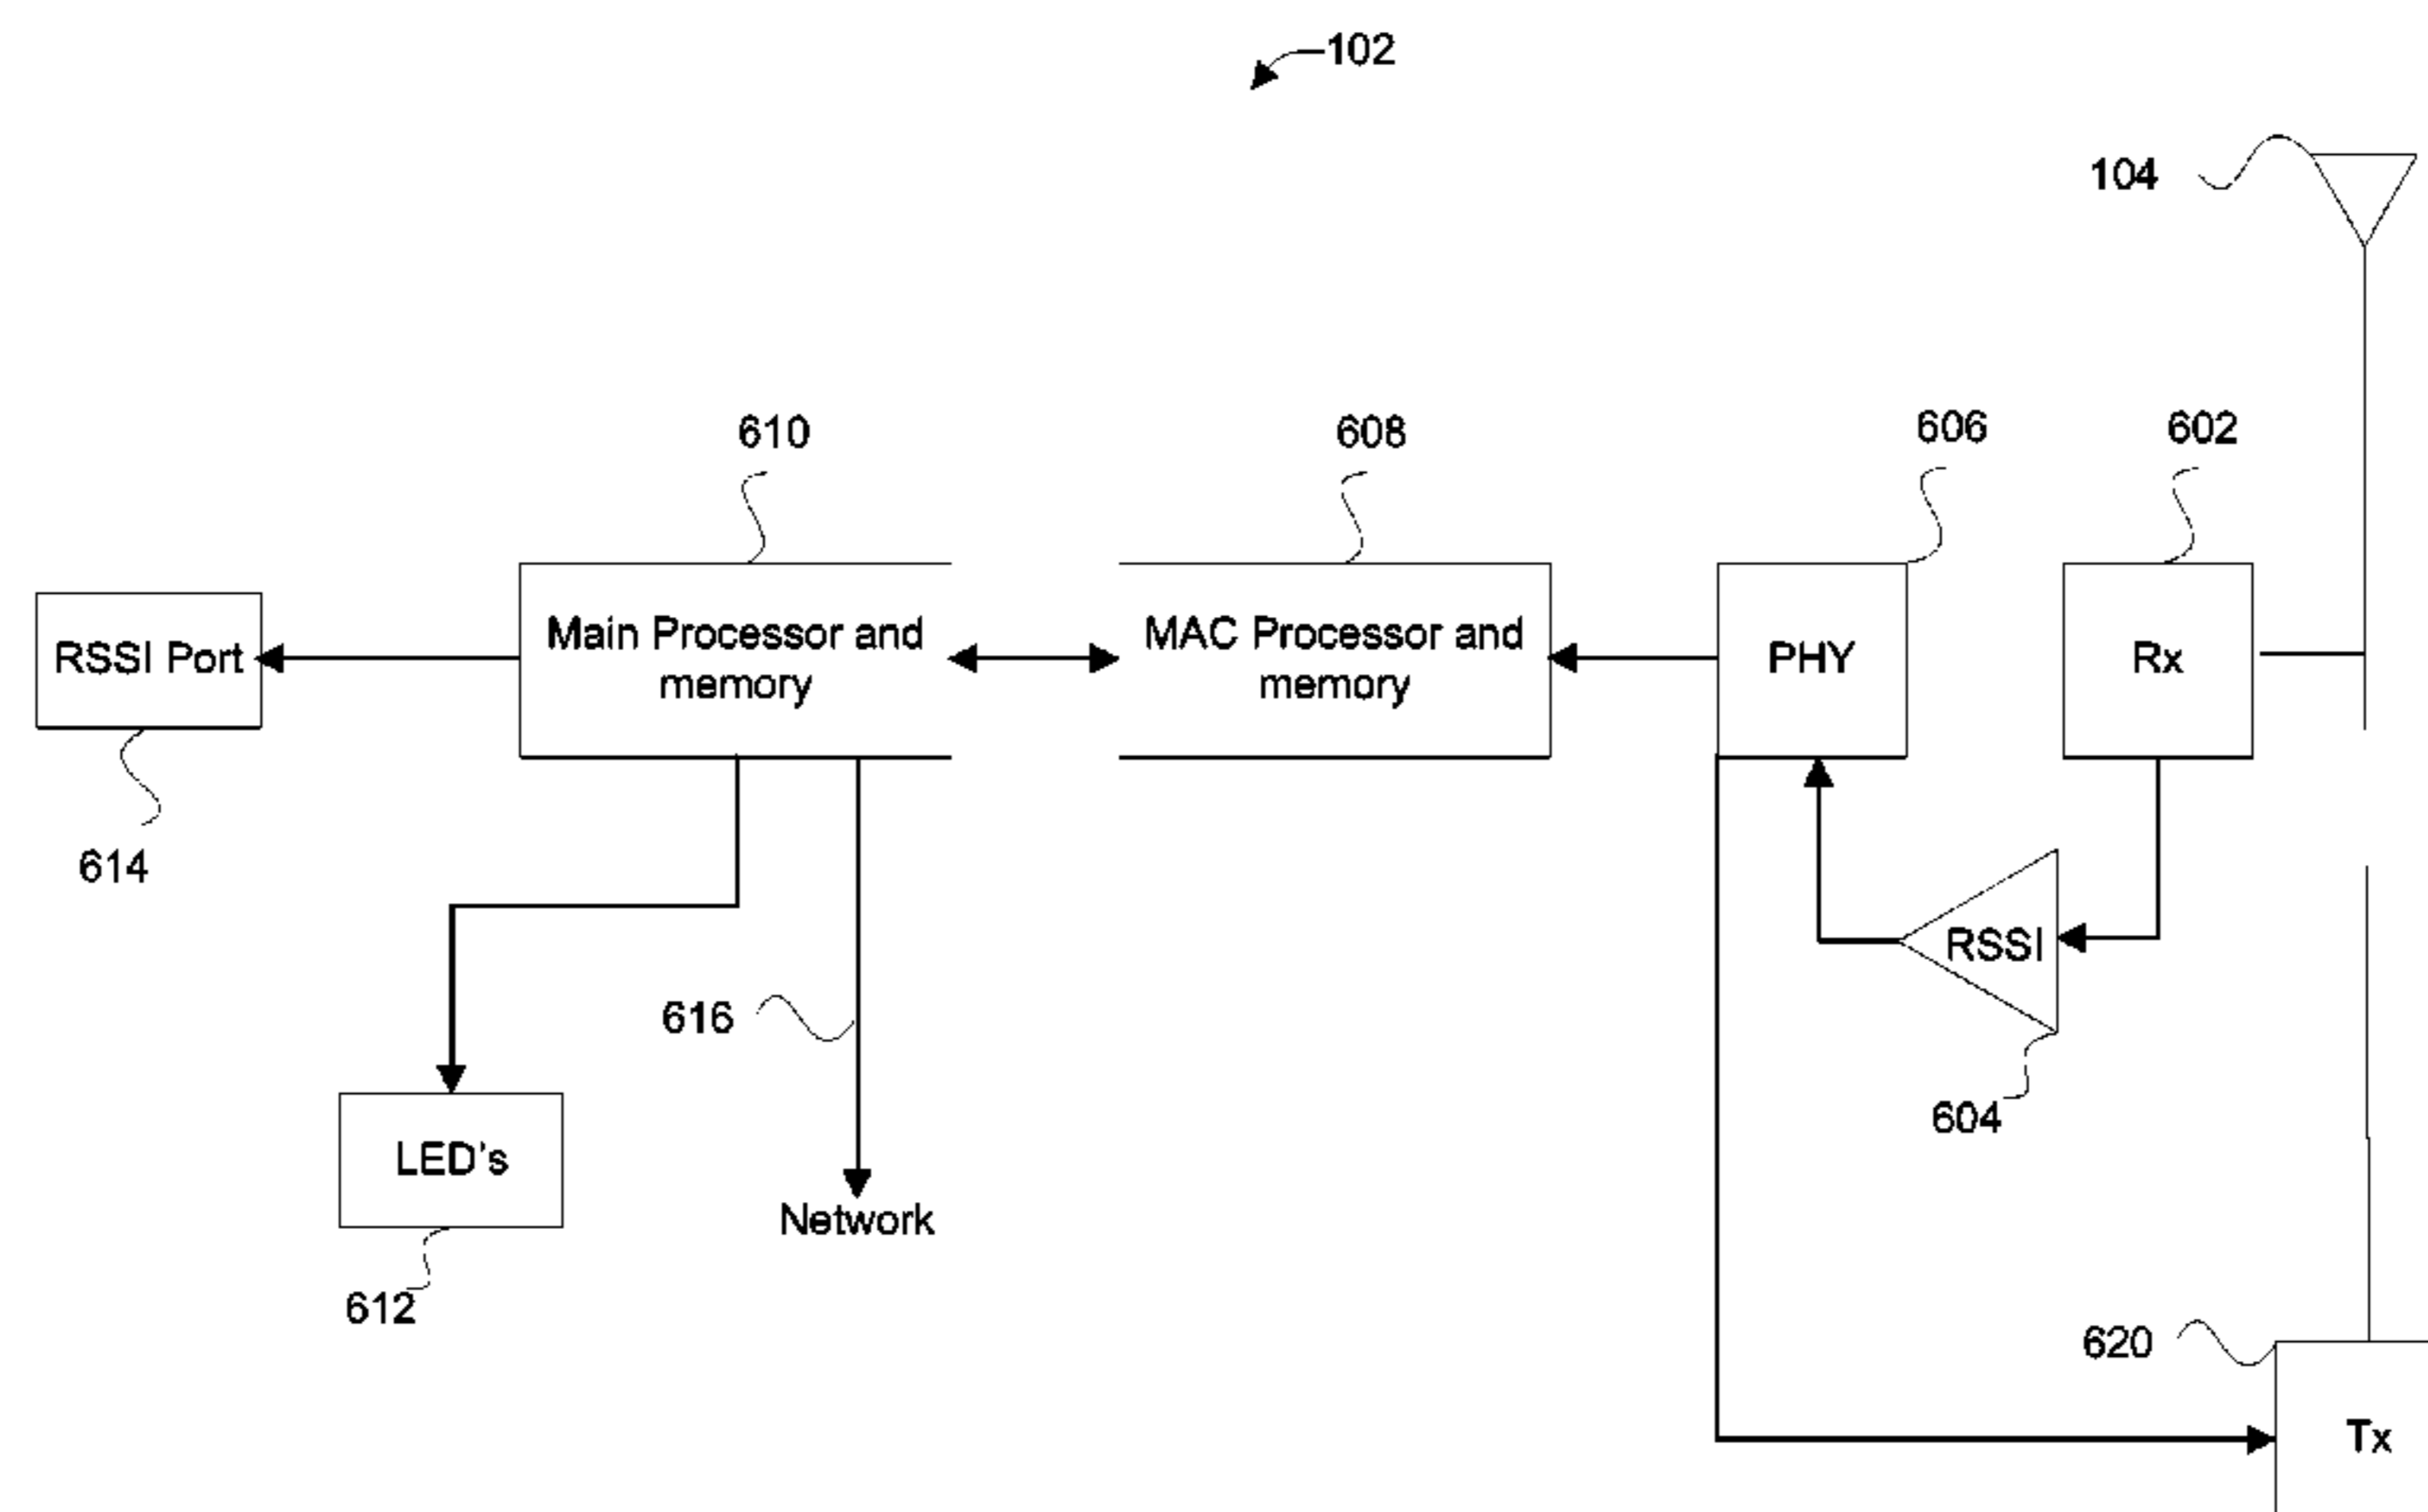 102
104
610
608
606
602
RSSI Port
Main Processor and
memory
MAC Processor and
memory
PHY
Rx
614
RSSI
616
604
LED's
Network
612
620
Tx